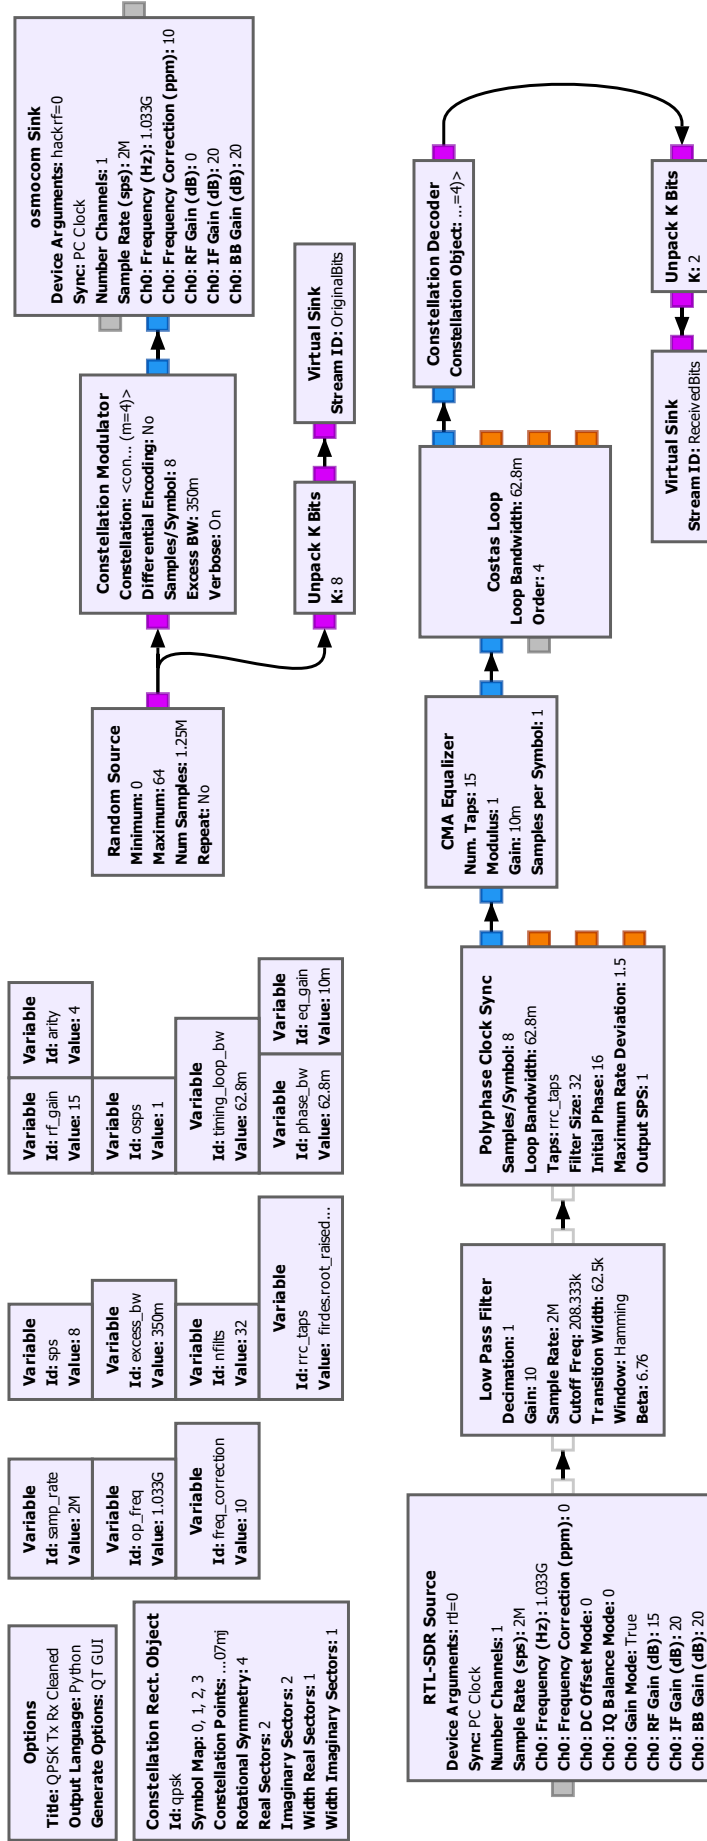 Options
Title: QPSK Tx Rx Cleaned
Output Language: Python
Generate Options: QT GUI
Variable
Id: samp_rate
Value: 2M
Variable
Id: op_freq
Value: 1.033G
Variable
Id: freq_correction
Value: 10
Variable
Id: sps
Value: 8
Variable
Id: excess_bw
Value: 350m
Variable
Id: nfilts
Value: 32
Variable
Id: rrc_taps
Value: firdes.root_raised...
Variable
Id: rf_gain
Value: 15
Variable
Id: arity
Value: 4
Variable
Id: osps
Value: 1
Variable
Id: timing_loop_bw
Value: 62.8m
Variable
Id: phase_bw
Value: 62.8m
Variable
Id: eq_gain
Value: 10m
Constellation Rect. Object
Id: qpsk
Symbol Map: 0, 1, 2, 3
Constellation Points: ...07mj
Rotational Symmetry: 4
Real Sectors: 2
Imaginary Sectors: 2
Width Real Sectors: 1
Width Imaginary Sectors: 1
Random Source
Minimum: 0
Maximum: 64
Num Samples: 1.25M
Repeat: No
Constellation Modulator
Constellation: <con... (m=4)>
Differential Encoding: No
Samples/Symbol: 8
Excess BW: 350m
Verbose: On
osmocom Sink
Device Arguments: hackrf=0
Sync: PC Clock
Number Channels: 1
Sample Rate (sps): 2M
Ch0: Frequency (Hz): 1.033G
Ch0: Frequency Correction (ppm): 10
Ch0: RF Gain (dB): 0
Ch0: IF Gain (dB): 20
Ch0: BB Gain (dB): 20
Unpack K Bits
K: 8
Virtual Sink
Stream ID: OriginalBits
RTL-SDR Source
Device Arguments: rtl=0
Sync: PC Clock
Number Channels: 1
Sample Rate (sps): 2M
Ch0: Frequency (Hz): 1.033G
Ch0: Frequency Correction (ppm): 0
Ch0: DC Offset Mode: 0
Ch0: IQ Balance Mode: 0
Ch0: Gain Mode: True
Ch0: RF Gain (dB): 15
Ch0: IF Gain (dB): 20
Ch0: BB Gain (dB): 20
Low Pass Filter
Decimation: 1
Gain: 10
Sample Rate: 2M
Cutoff Freq: 208.333k
Transition Width: 62.5k
Window: Hamming
Beta: 6.76
Polyphase Clock Sync
Samples/Symbol: 8
Loop Bandwidth: 62.8m
Taps: rrc_taps
Filter Size: 32
Initial Phase: 16
Maximum Rate Deviation: 1.5
Output SPS: 1
CMA Equalizer
Num. Taps: 15
Modulus: 1
Gain: 10m
Samples per Symbol: 1
Costas Loop
Loop Bandwidth: 62.8m
Order: 4
Constellation Decoder
Constellation Object: ...=4)>
Unpack K Bits
K: 2
Virtual Sink
Stream ID: ReceivedBits